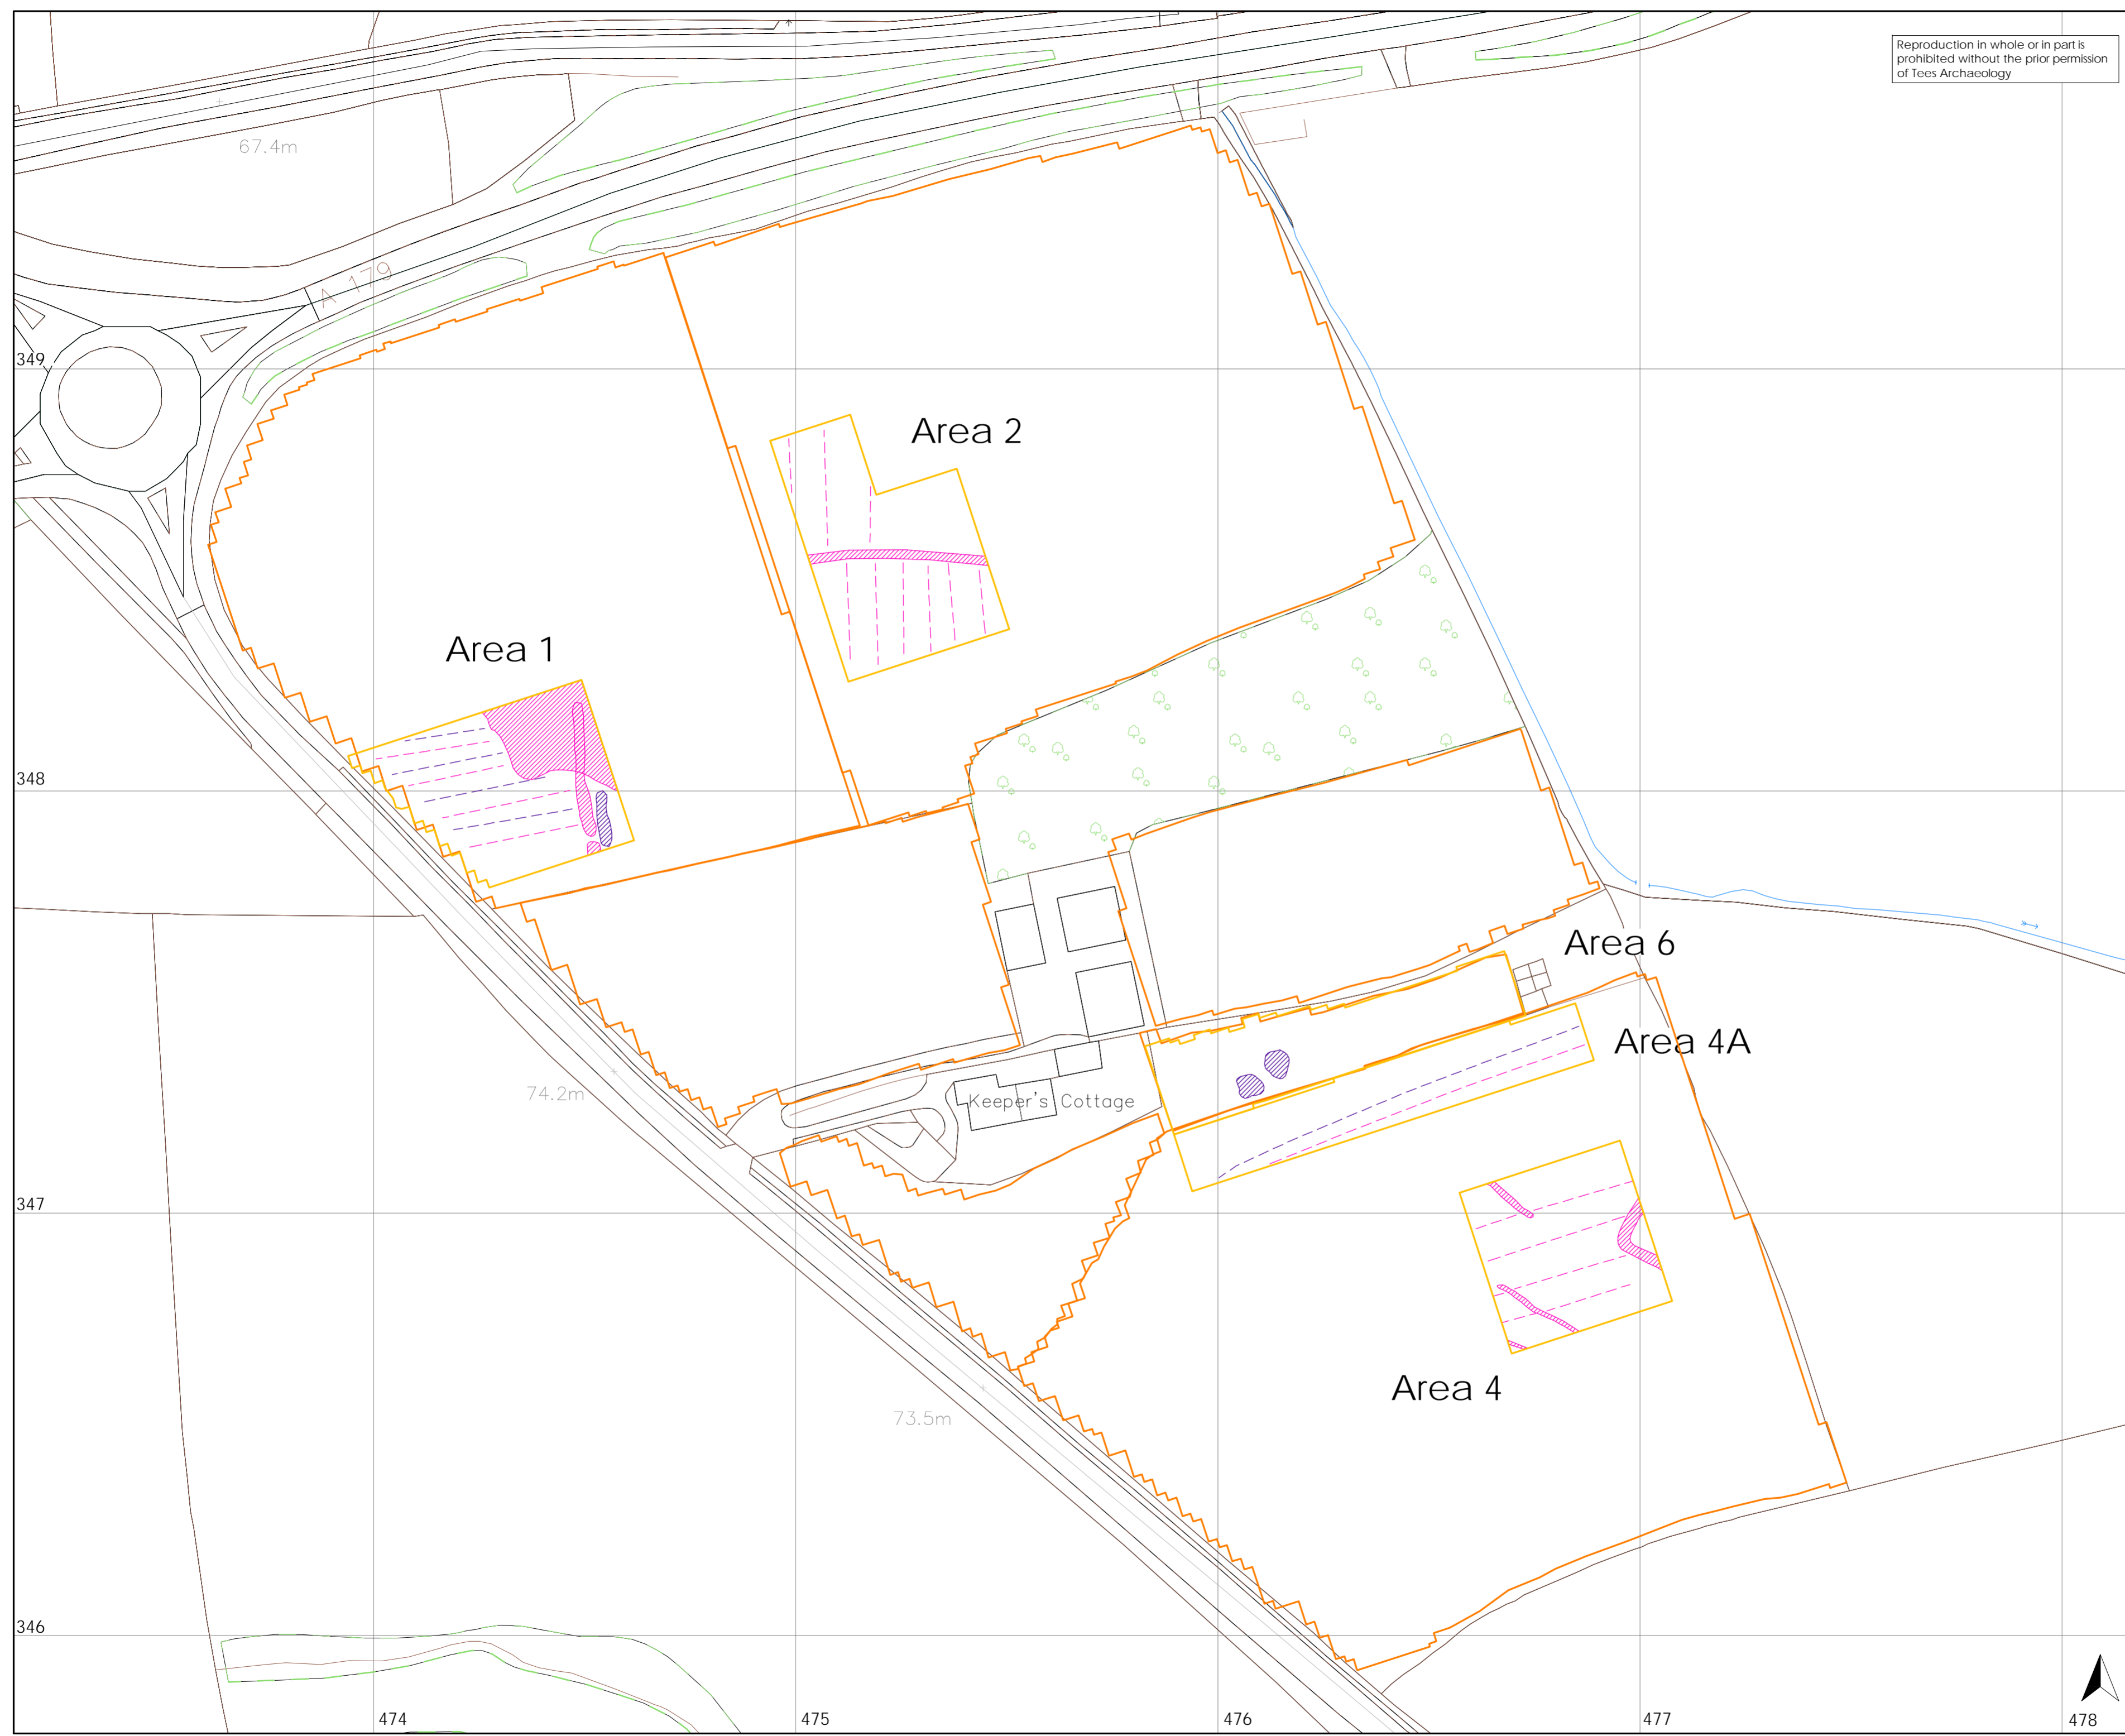 Reproduction in whole or in part is
prohibited without the prior permission
of Tees Archaeology
67.4m
A 179
349
Area 2
Area 1
348
Area 6
Area 4A
74.2m
Keeper's Cottage
347
Area 4
73.5m
346
474
475
476
477
478